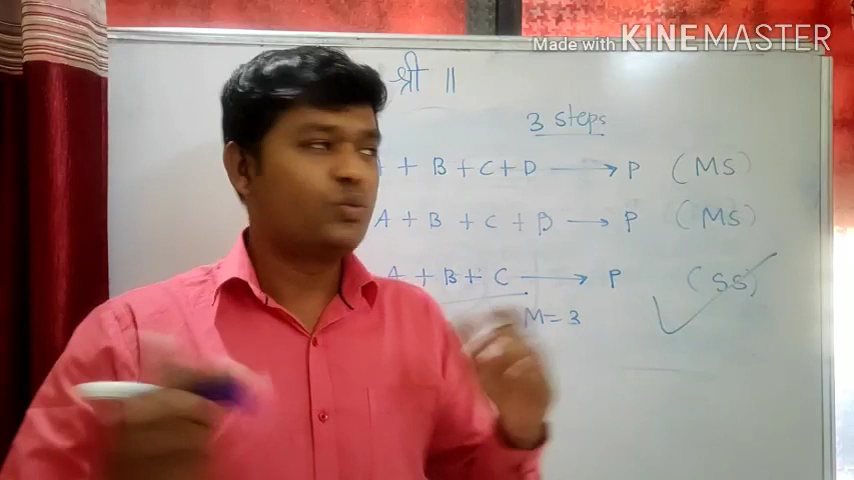 Made with KINEMASTER
श्री ॥
3 steps
+ B + C + D → P (MS)
A + B + C + B → P (MS)
A + B + C → P (SS)
M = 3